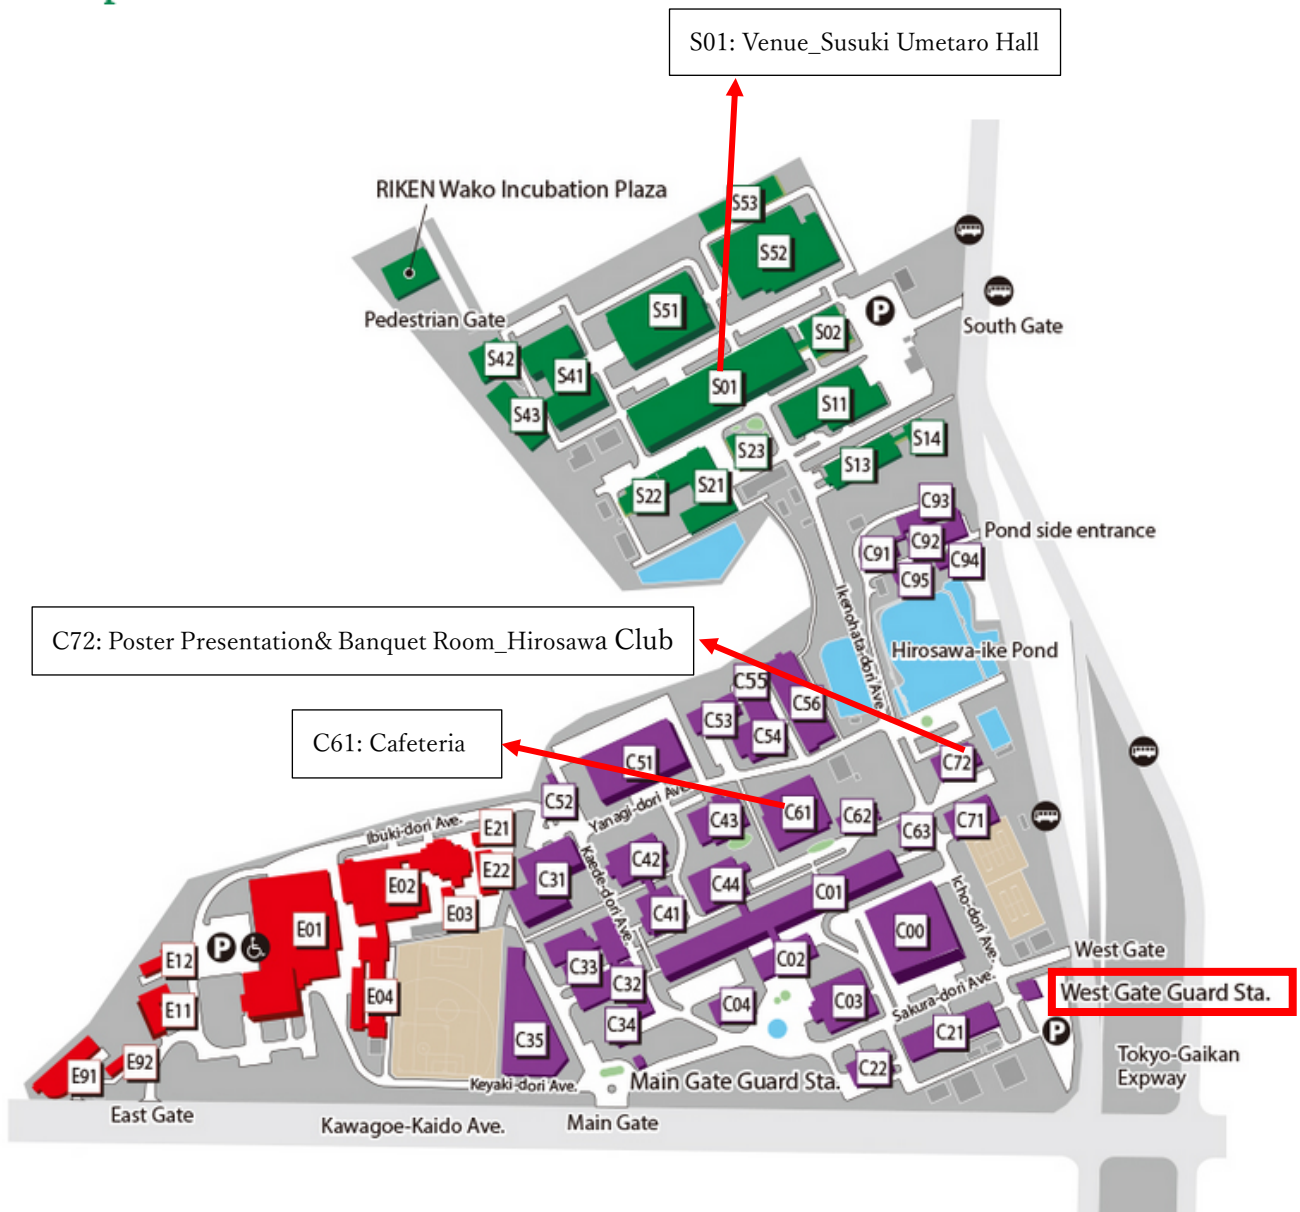 S01: Venue_Susuki Umetaro Hall
RIKEN Wako Incubation Plaza
S53
S52
Pedestrian Gate
S51
S02
P
South Gate
S42
S41
S01
S11
S43
S23
S14
S13
S22
S21
C93
Pond side entrance
C92
C91
C94
C95
Ikenohata-dori Ave.
C72: Poster Presentation& Banquet Room_Hirosawa Club
Hirosawa-ike Pond
C55
C56
C53
C54
C61: Cafeteria
C51
C72
C52
Yanagi-dori Ave.
C61
C62
C63
C71
C43
Ibuki-dori Ave.
E21
E22
E02
E03
Kaede-dori Ave.
C31
C42
C44
C01
C41
Icho-dori Ave.
E01
C00
P
E12
E11
E04
C33
C32
C02
West Gate
West Gate Guard Sta.
C04
C03
Sakura-dori Ave.
C34
C35
C21
P
Tokyo-Gaikan
Expway
E91
E92
Keyaki-dori Ave.
Main Gate Guard Sta.
C22
East Gate
Kawagoe-Kaido Ave.
Main Gate